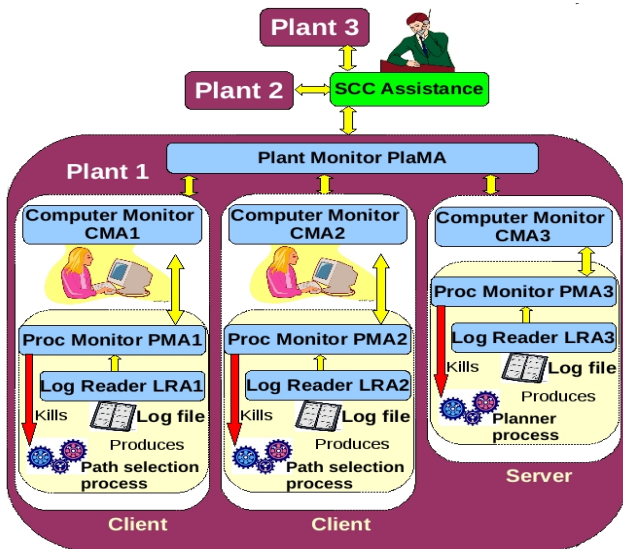 Plant 3
Plant 2
SCC Assistance
Plant 1
Plant Monitor PlaMA
Computer Monitor
CMA1
Computer Monitor
CMA2
Computer Monitor
CMA3
Proc Monitor PMA1
Log Reader LRA1
Kills
Log file
Produces
Path selection
process
Client
Proc Monitor PMA2
Log Reader LRA2
Kills
Log file
Produces
Path selection
process
Client
Proc Monitor PMA3
Log Reader LRA3
Kills
Log file
Produces
Planner
process
Server